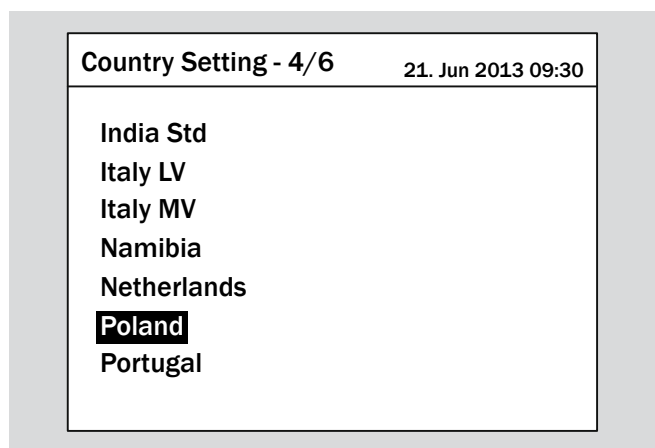 Country Setting - 4/6 21. Jun 2013 09:30
India Std
Italy LV
Italy MV
Namibia
Netherlands
Poland
Portugal